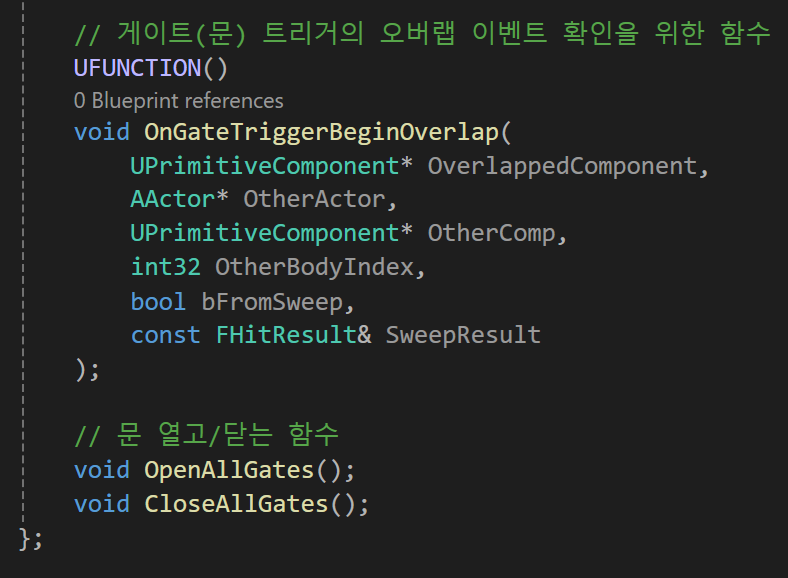 // 게이트(문) 트리거의 오버랩 이벤트 확인을 위한 함수
UFUNCTION()
0 Blueprint references
void OnGateTriggerBeginOverlap(
UPrimitiveComponent* OverlappedComponent,
AActor* OtherActor,
UPrimitiveComponent* OtherComp,
int32 OtherBodyIndex,
bool bFromSweep,
const FHitResult& SweepResult
);
// 문 열고/닫는 함수
void OpenAllGates();
void CloseAllGates();
};